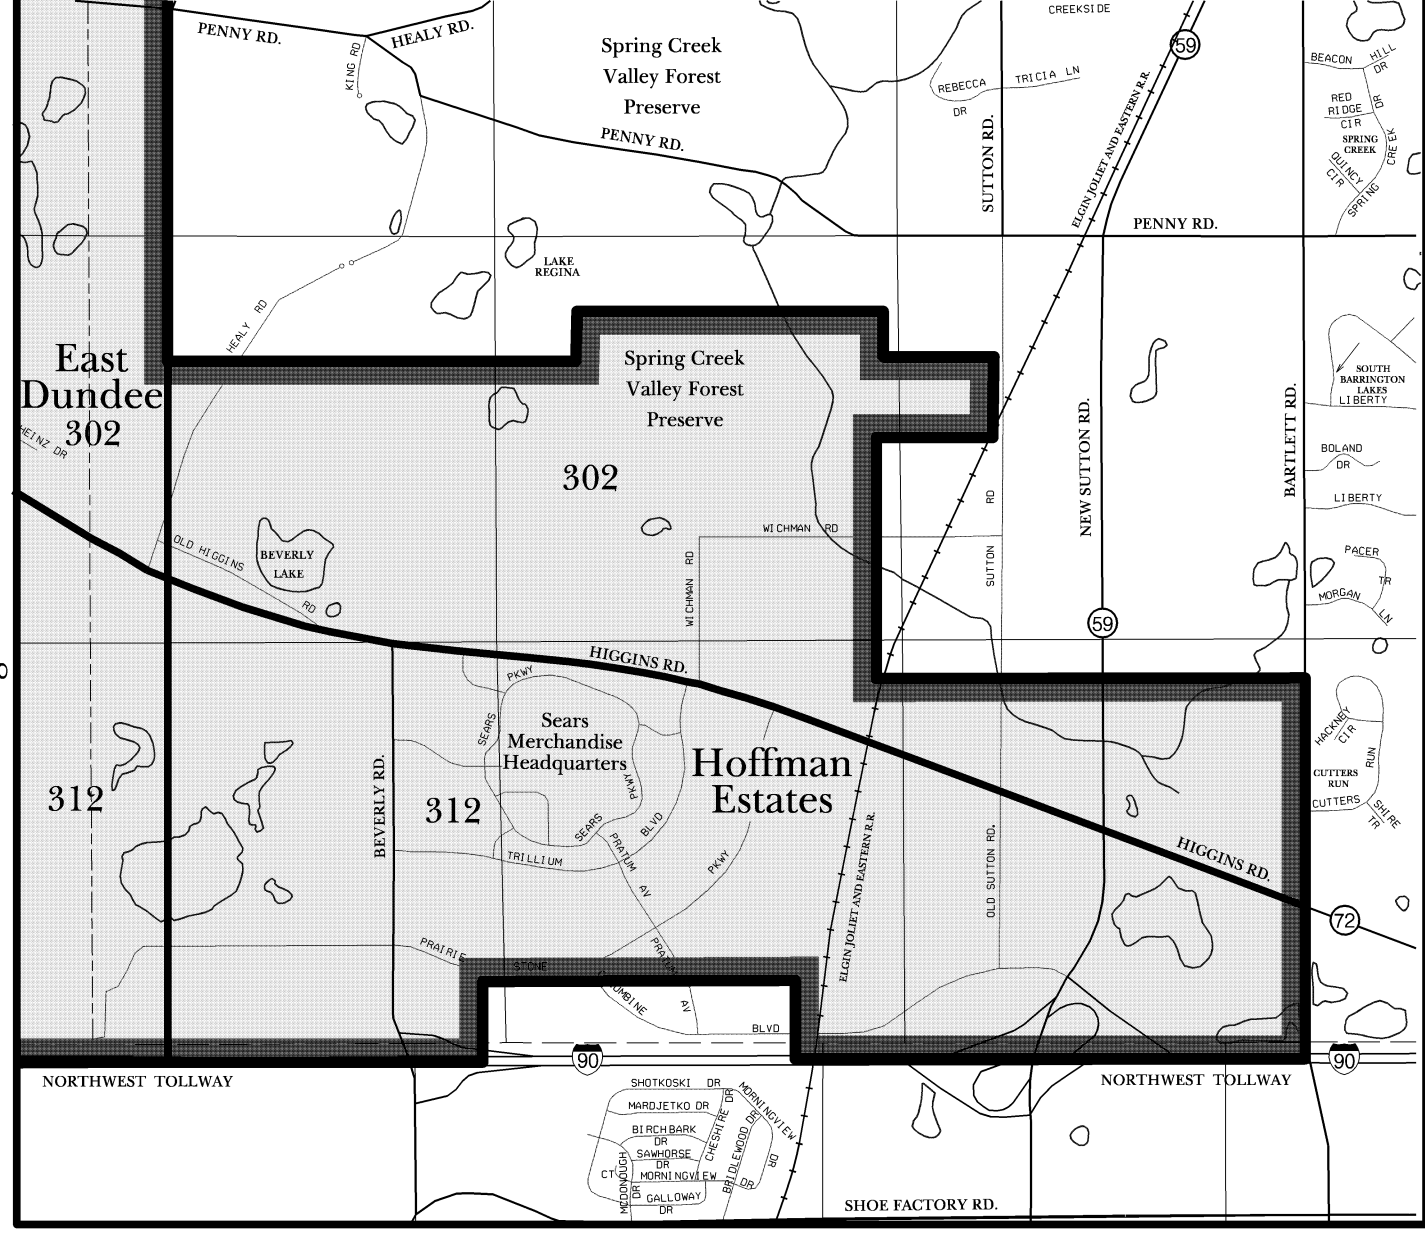 CREEKSIDE
PENNY RD.
HEALY RD.
KING RD
Spring Creek
Valley Forest
Preserve
PENNY RD.
REBECCA
DR
TRICIA LN
SUTTON RD.
ELGIN JOLIET AND EASTERN R.R.
59
BEACON
HILL
DR
RED
RIDGE
CIR
DR
SPRING
CREEK
CREEK
QUINCY
CIR
SPRING
PENNY RD.
LAKE
REGINA
HEALY RD
East
Dundee
302
HEINZ DR
Spring Creek
Valley Forest
Preserve
302
SOUTH
BARRINGTON
LAKES
LIBERTY
NEW SUTTON RD.
BARTLETT RD.
BOLAND
DR
LIBERTY
SUTTON RD
WICHMAN RD
WICHMAN RD
OLD HIGGINS RD
BEVERLY
LAKE
PACER
TR
MORGAN
LN
59
HIGGINS RD.
PKWY
SEARS
Sears
Merchandise
Headquarters
PKWY
SEARS
Hoffman
Estates
312
312
BEVERLY RD.
TRILLIUM
BLVD
PRATUM
AV
PKWY
ELGIN JOLIET AND EASTERN R.R.
OLD SUTTON RD.
HACKNEY
CIR
RUN
CUTTERS
RUN
CUTTERS
SHIRE
TR
HIGGINS RD.
72
PRAIRIE
STONE
PRATUM
AV
UMBINE
BLVD
90
90
NORTHWEST TOLLWAY
NORTHWEST TOLLWAY
SHOTKOSKI DR
MORNINGVIEW
DR
MARDJETKO DR
DR
CHESHIRE
BIRCHBARK
DR
BRIDLEWOOD DR
SAWHORSE
DR
CT
MORNINGVIEW
DR
MCDONOUGH
DR
GALLOWAY
DR
SHOE FACTORY RD.